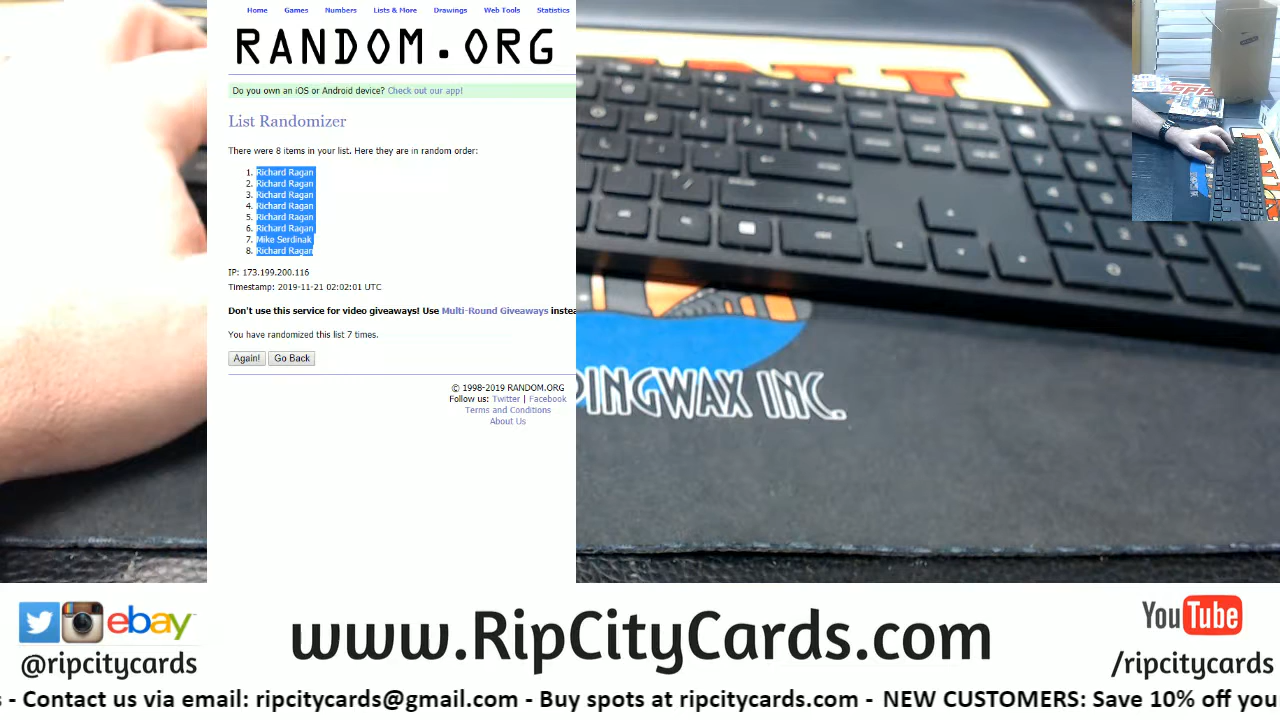 Home Games Numbers Lists & More Drawings Web Tools Statistics
RANDOM.ORG
Do you own an iOS or Android device? Check out our app!
List Randomizer
There were 8 items in your list. Here they are in random order:
1. Richard Ragan
2. Richard Ragan
3. Richard Ragan
4. Richard Ragan
5. Richard Ragan
6. Richard Ragan
7. Mike Serdinak
8. Richard Ragan
IP: 173.199.200.116
Timestamp: 2019-11-21 02:02:01 UTC
Don't use this service for video giveaways! Use Multi-Round Giveaways
You have randomized this list 7 times.
Again! Go Back
© 1998-2019 RANDOM.ORG
Follow us: Twitter | Facebook
Terms and Conditions
About Us
PINGWAX INC.
ebay
@ripcitycards
www.RipCityCards.com
YouTube
/ripcitycards
s - Contact us via email: ripcitycards@gmail.com - Buy spots at ripcitycards.com - NEW CUSTOMERS: Save 10% off you